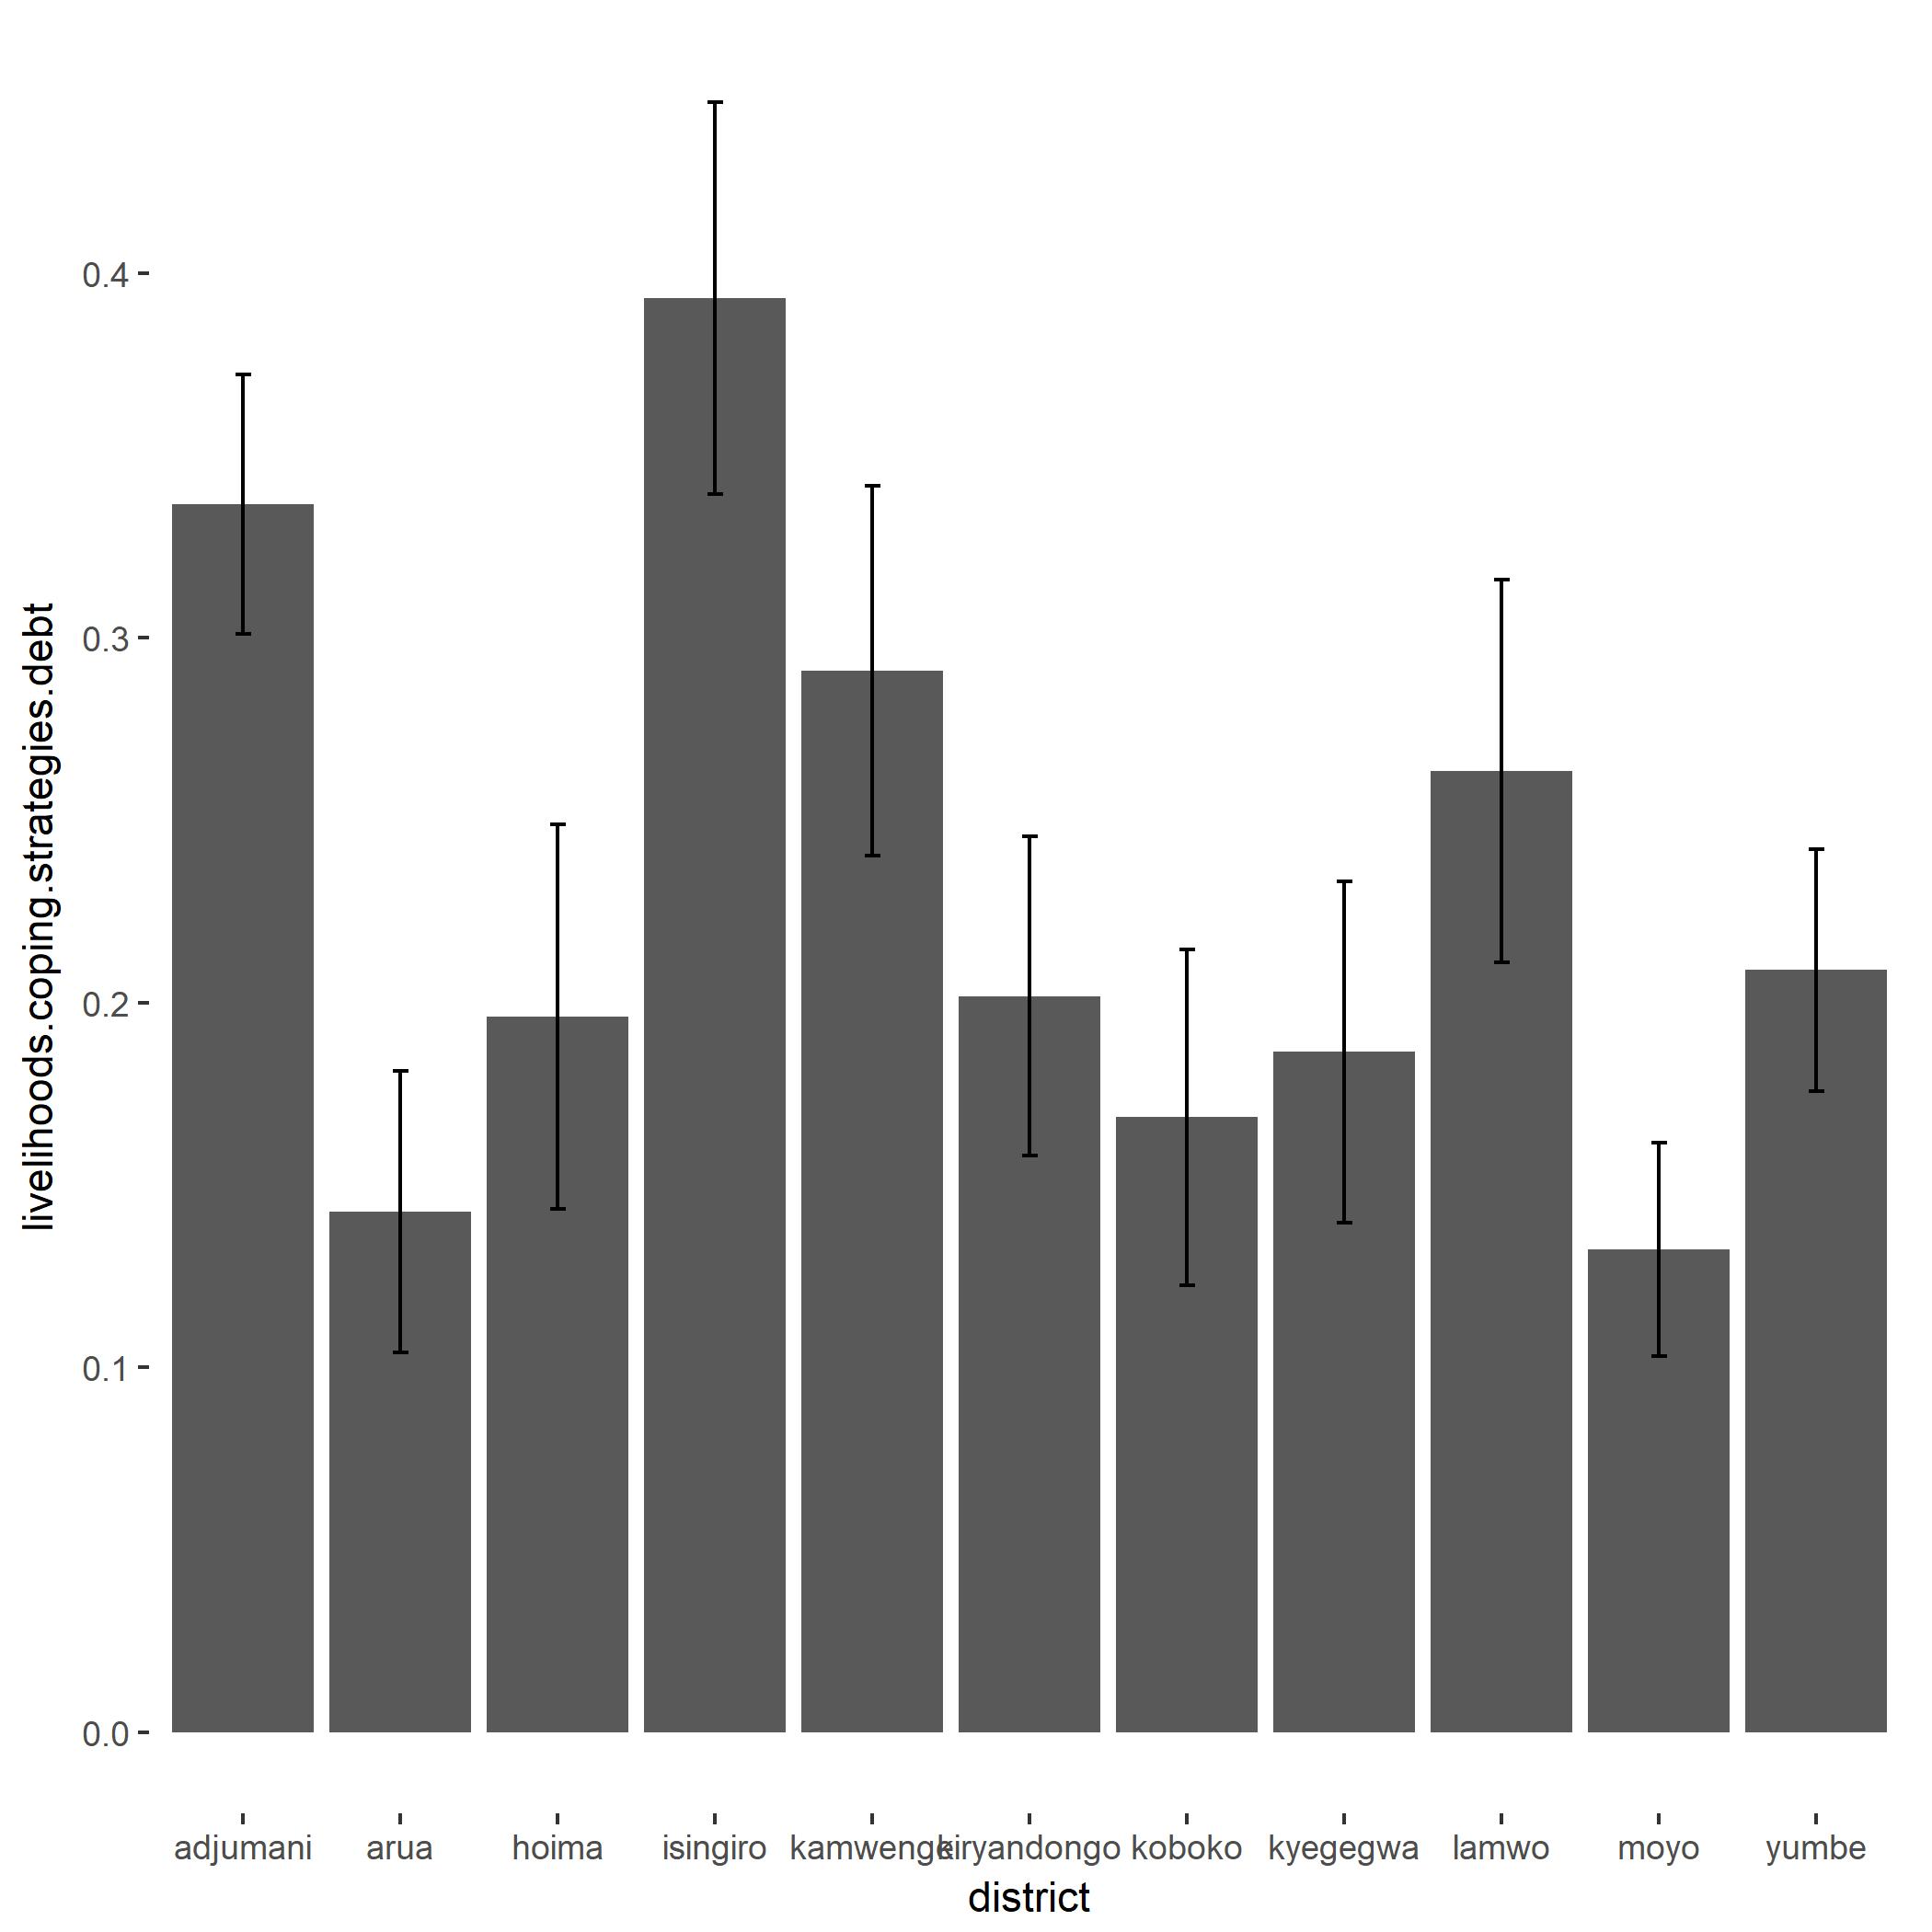 livelihoods.coping.strategies.debt
0.4
0.3
0.2
0.1
0.0
adjumani arua hoima isingiro kamwenge kiryandongo koboko kyegegwa lamwo moyo yumbe
district